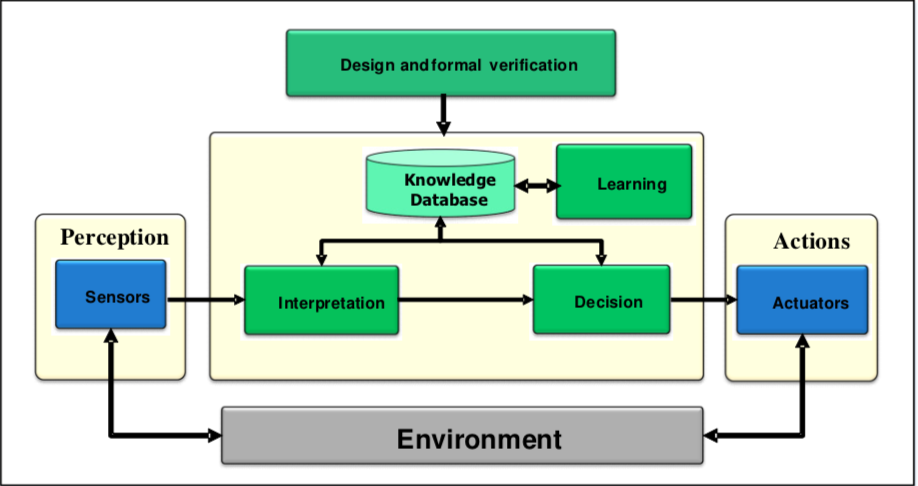 Design and formal verification
Knowledge
Database
Learning
Perception
Actions
Sensors
Interpretation
Decision
Actuators
Environment